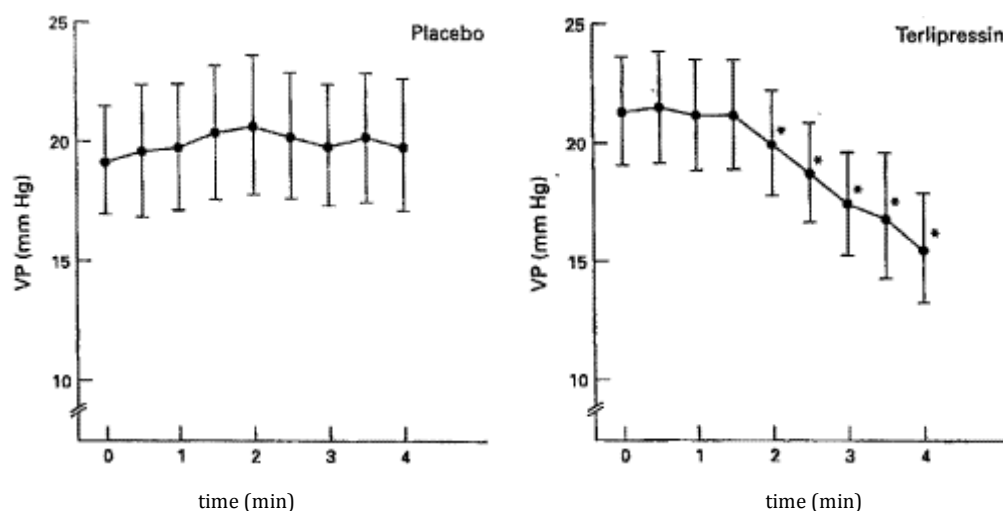 Placebo
VP (mm Hg)
25
20
15
10
0 1 2 3 4
time (min)
Terlipressin
VP (mm Hg)
25
20
15
10
* * * * *
0 1 2 3 4
time (min)